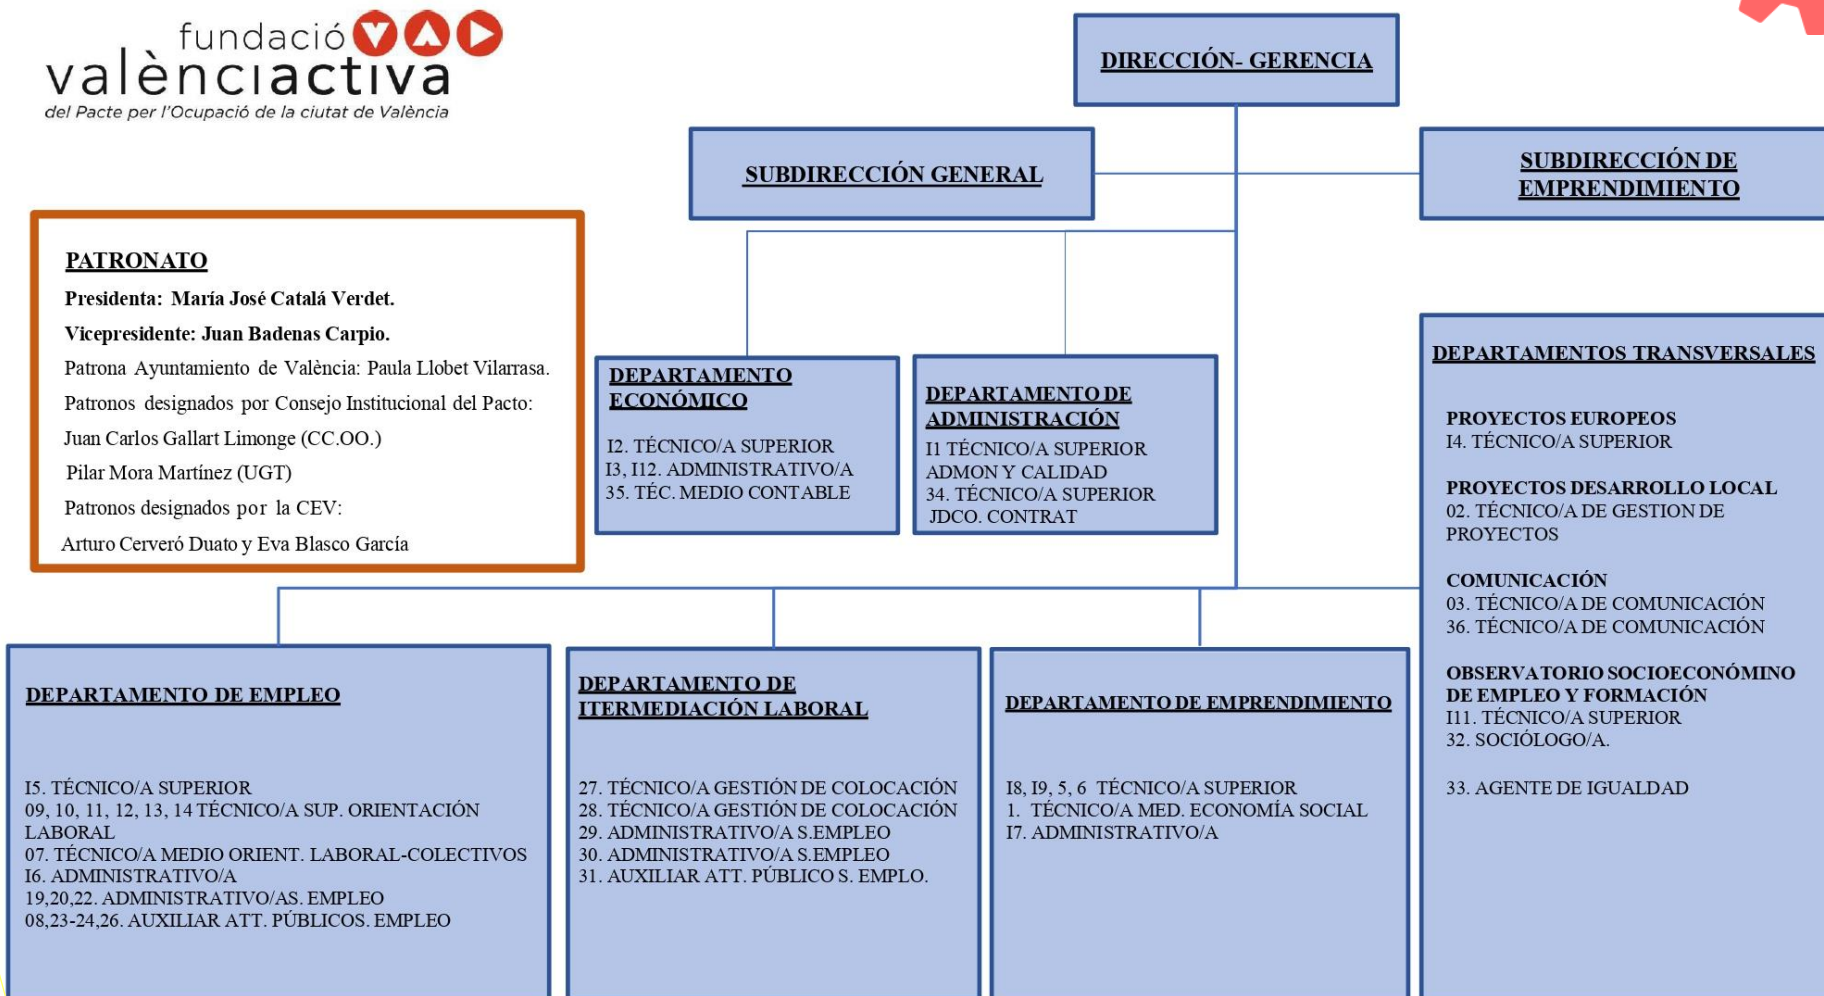 fundació
valènciactiva
del Pacte per l'Ocupació de la ciutat de València
DIRECCIÓN- GERENCIA
SUBDIRECCIÓN GENERAL
SUBDIRECCIÓN DE
EMPRENDIMIENTO
PATRONATO
Presidenta: María José Catalá Verdet.
Vicepresidente: Juan Badenas Carpio.
Patrona Ayuntamiento de València: Paula Llobet Vilarrasa.
Patronos designados por Consejo Institucional del Pacto:
Juan Carlos Gallart Limonge (CC.OO.)
Pilar Mora Martínez (UGT)
Patronos designados por la CEV:
Arturo Cerveró Duato y Eva Blasco García
DEPARTAMENTO
ECONÓMICO
I2. TÉCNICO/A SUPERIOR
I3, I12. ADMINISTRATIVO/A
35. TÉC. MEDIO CONTABLE
DEPARTAMENTO DE
ADMINISTRACIÓN
I1 TÉCNICO/A SUPERIOR
ADMON Y CALIDAD
34. TÉCNICO/A SUPERIOR
JDCO. CONTRAT
DEPARTAMENTOS TRANSVERSALES
PROYECTOS EUROPEOS
I4. TÉCNICO/A SUPERIOR
PROYECTOS DESARROLLO LOCAL
02. TÉCNICO/A DE GESTION DE
PROYECTOS
COMUNICACIÓN
03. TÉCNICO/A DE COMUNICACIÓN
36. TÉCNICO/A DE COMUNICACIÓN
OBSERVATORIO SOCIOECONÓMINO
DE EMPLEO Y FORMACIÓN
I11. TÉCNICO/A SUPERIOR
32. SOCIÓLOGO/A.
33. AGENTE DE IGUALDAD
DEPARTAMENTO DE EMPLEO
I5. TÉCNICO/A SUPERIOR
09, 10, 11, 12, 13, 14 TÉCNICO/A SUP. ORIENTACIÓN
LABORAL
07. TÉCNICO/A MEDIO ORIENT. LABORAL-COLECTIVOS
I6. ADMINISTRATIVO/A
19,20,22. ADMINISTRATIVO/AS. EMPLEO
08,23-24,26. AUXILIAR ATT. PÚBLICOS. EMPLEO
DEPARTAMENTO DE
ITERMEDIACIÓN LABORAL
27. TÉCNICO/A GESTIÓN DE COLOCACIÓN
28. TÉCNICO/A GESTIÓN DE COLOCACIÓN
29. ADMINISTRATIVO/A S.EMPLEO
30. ADMINISTRATIVO/A S.EMPLEO
31. AUXILIAR ATT. PÚBLICO S. EMPLO.
DEPARTAMENTO DE EMPRENDIMIENTO
I8, I9, 5, 6 TÉCNICO/A SUPERIOR
1. TÉCNICO/A MED. ECONOMÍA SOCIAL
I7. ADMINISTRATIVO/A